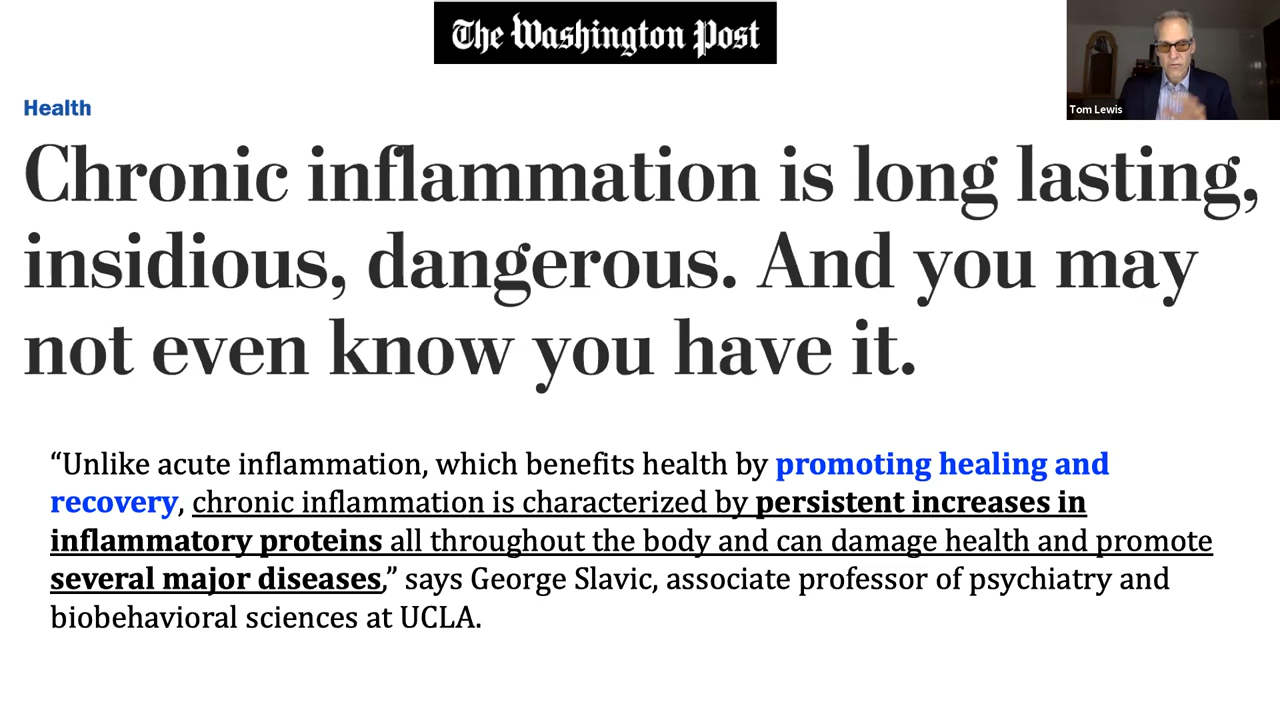 The Washington Post
Tom Lewis
Health
Chronic inflammation is long lasting,
insidious, dangerous. And you may
not even know you have it.
“Unlike acute inflammation, which benefits health by promoting healing and
recovery, chronic inflammation is characterized by persistent increases in
inflammatory proteins all throughout the body and can damage health and promote
several major diseases,” says George Slavic, associate professor of psychiatry and
biobehavioral sciences at UCLA.